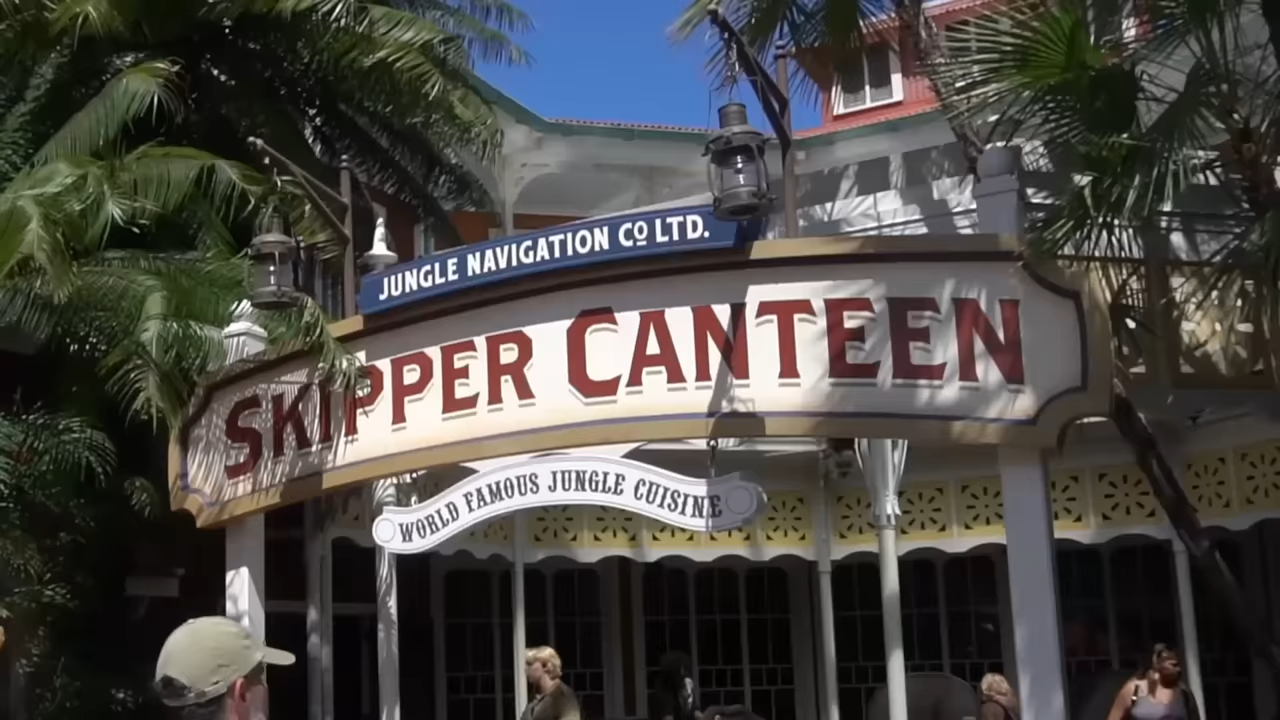 JUNGLE NAVIGATION CO LTD.
SKIPPER CANTEEN
WORLD FAMOUS JUNGLE CUISINE